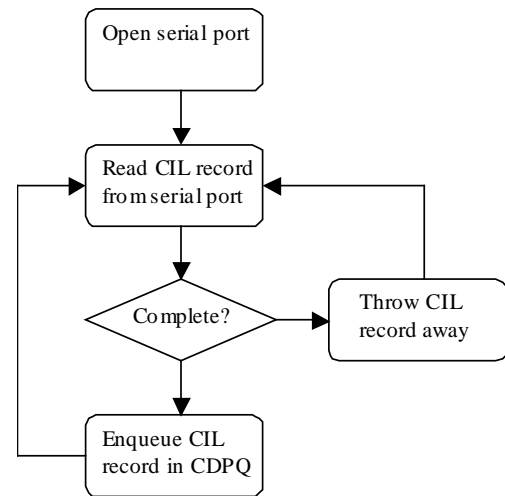 Open serial port
Read CIL record
from serial port
Complete?
Throw CIL
record away
Enqueue CIL
record in CDPQ